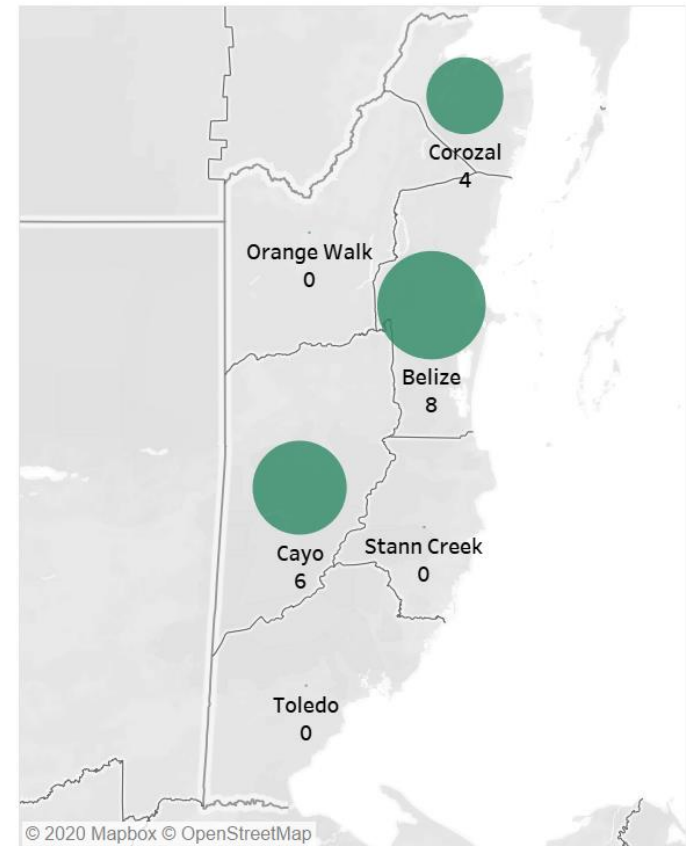 Corozal
4
Orange Walk
0
Belize
8
Cayo
6
Stann Creek
0
Toledo
0
© 2020 Mapbox © OpenStreetMap